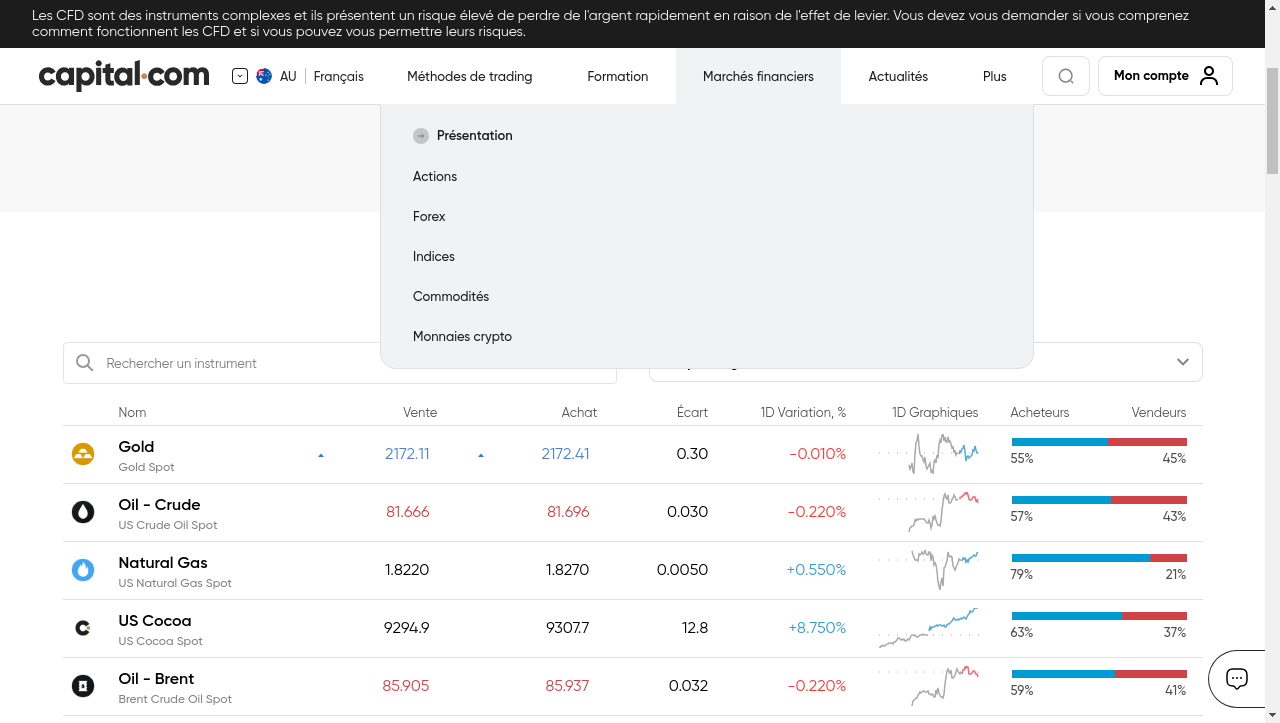 Les CFD sont des instruments complexes et ils présentent un risque élevé de perdre de l'argent rapidement en raison de l'effet de levier. Vous devez vous demander si vous comprenez
comment fonctionnent les CFD et si vous pouvez vous permettre leurs risques.
capital.com AU Français Méthodes de trading Formation Marchés financiers Actualités Plus Mon compte
Présentation
Actions
Forex
Indices
Commodités
Monnaies crypto
Rechercher un instrument
Nom Vente Achat Écart 1D Variation, % 1D Graphiques Acheteurs Vendeurs
Gold 2172.11 2172.41 0.30 -0.010%
Gold Spot 55% 45%
Oil - Crude 81.666 81.696 0.030 -0.220%
US Crude Oil Spot 57% 43%
Natural Gas 1.8220 1.8270 0.0050 +0.550%
US Natural Gas Spot 79% 21%
US Cocoa 9294.9 9307.7 12.8 +8.750%
US Cocoa Spot 63% 37%
Oil - Brent 85.905 85.937 0.032 -0.220%
Brent Crude Oil Spot 59% 41%